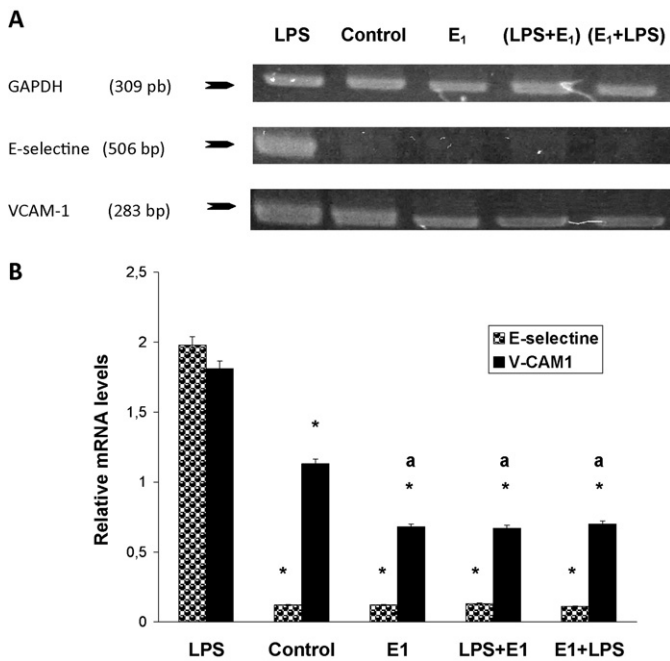 A
LPS Control E₁ (LPS+E₁) (E₁+LPS)
GAPDH (309 pb)
E-selectine (506 bp)
VCAM-1 (283 bp)
B
2,5
2
1,5
1
0,5
0
Relative mRNA levels
E-selectine
V-CAM1
*
a a a
* * *
* * * *
LPS Control E1 LPS+E1 E1+LPS